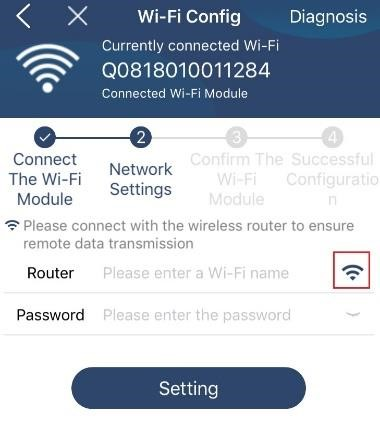 Wi-Fi Config
Diagnosis
Currently connected Wi-Fi
Q0818010011284
Connected Wi-Fi Module
2
3
4
Connect
The Wi-Fi
Module
Network
Settings
Confirm The
Wi-Fi
Module
Successful
Configuratio
n
Please connect with the wireless router to ensure
remote data transmission
Router Please enter a Wi-Fi name
Password Please enter the password
Setting